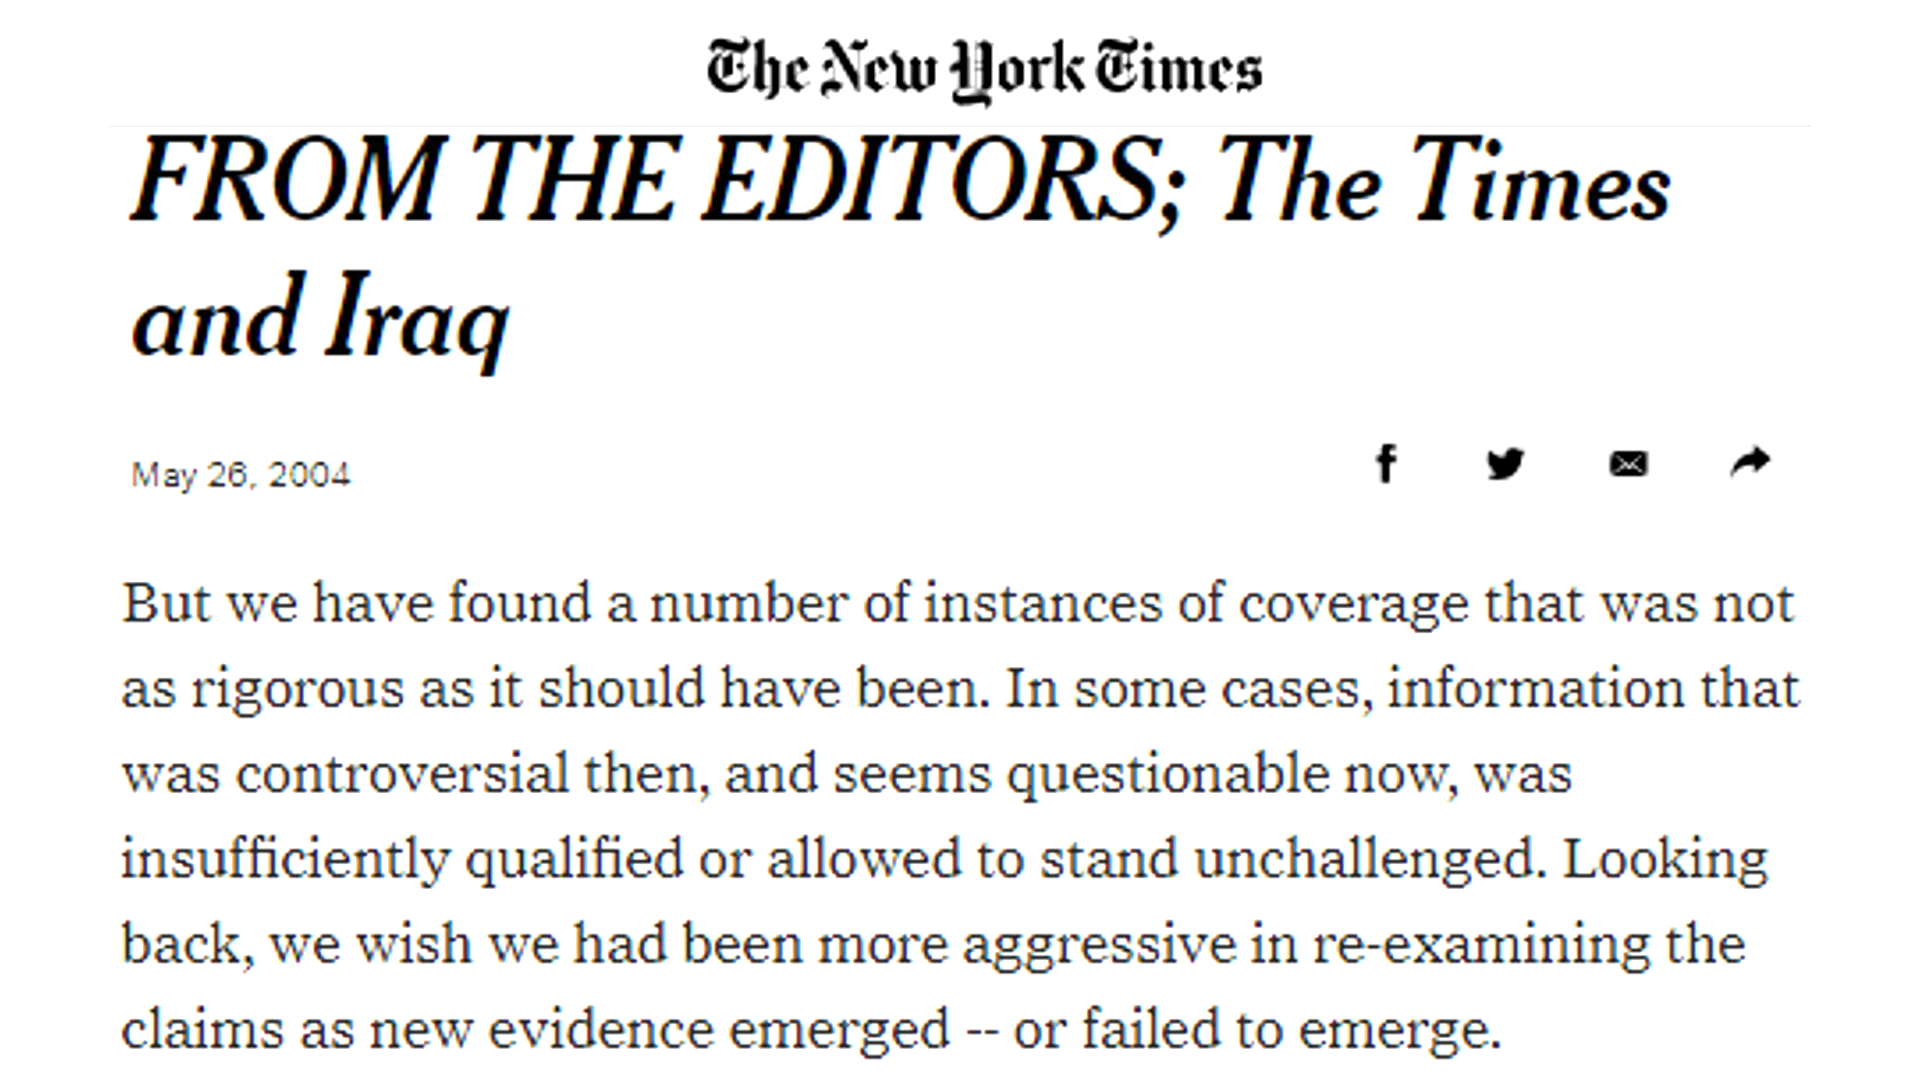 The New York Times
FROM THE EDITORS; The Times
and Iraq
May 26, 2004
But we have found a number of instances of coverage that was not
as rigorous as it should have been. In some cases, information that
was controversial then, and seems questionable now, was
insufficiently qualified or allowed to stand unchallenged. Looking
back, we wish we had been more aggressive in re-examining the
claims as new evidence emerged -- or failed to emerge.